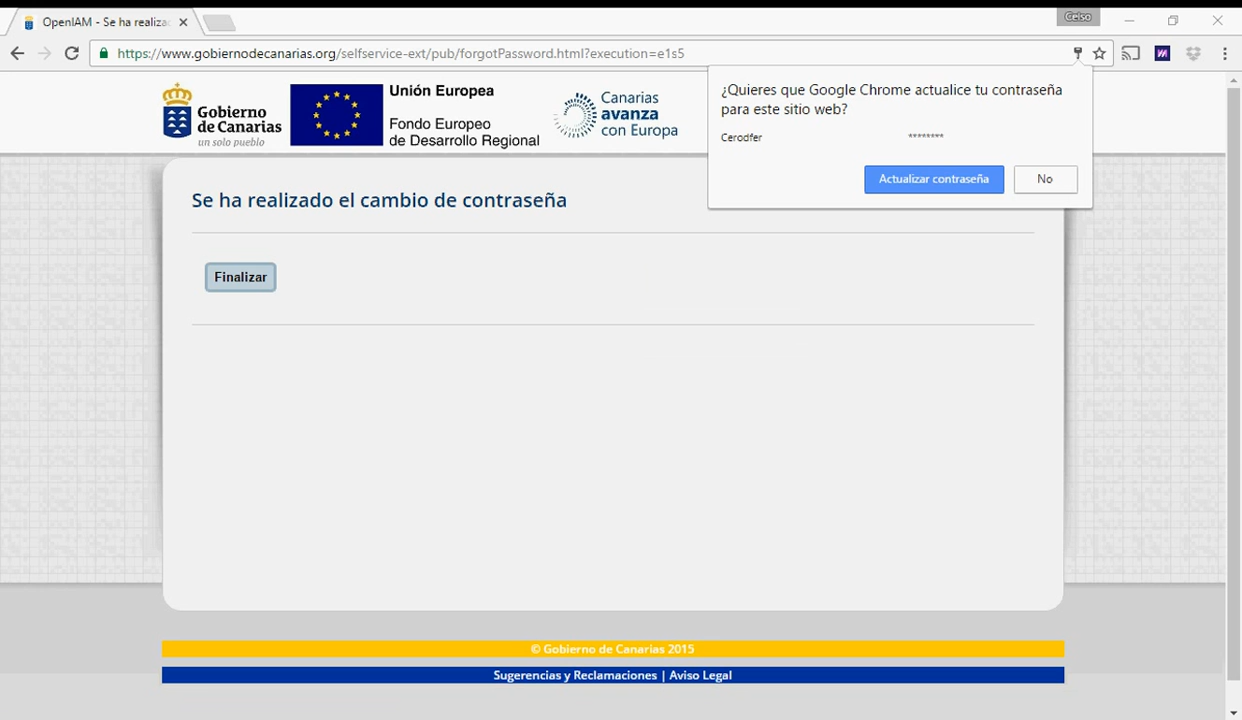 OpenIAM - Se ha realiza
Celso
https://www.gobiernodecanarias.org/selfservice-ext/pub/forgotPassword.html?execution=e1s5
Gobierno
de Canarias
un solo pueblo
Unión Europea
Fondo Europeo
de Desarrollo Regional
Canarias
avanza
con Europa
¿Quieres que Google Chrome actualice tu contraseña
para este sitio web?
Cerodfer ********
Actualizar contraseña No
Se ha realizado el cambio de contraseña
Finalizar
© Gobierno de Canarias 2015
Sugerencias y Reclamaciones | Aviso Legal